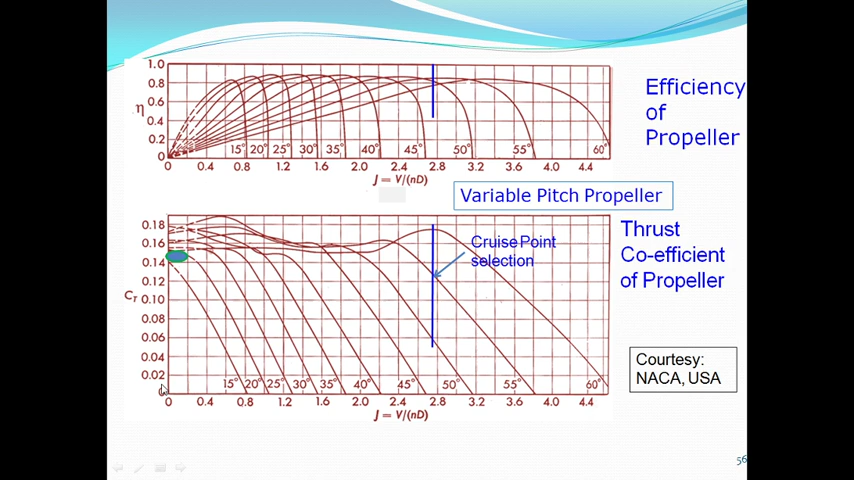 1.0
0.8
0.6
0.4
0.2
0
η
15° 20° 25° 30° 35° 40° 45° 50° 55° 60°
0 0.4 0.8 1.2 1.6 2.0 2.4 2.8 3.2 3.6 4.0 4.4
J = V/(nD)
Efficiency
of
Propeller
Variable Pitch Propeller
0.18
0.16
0.14
0.12
0.10
0.08
0.06
0.04
0.02
0
C_T
Cruise Point
selection
15° 20° 25° 30° 35° 40° 45° 50° 55° 60°
0 0.4 0.8 1.2 1.6 2.0 2.4 2.8 3.2 3.6 4.0 4.4
J = V/(nD)
Thrust
Co-efficient
of Propeller
Courtesy:
NACA, USA
56